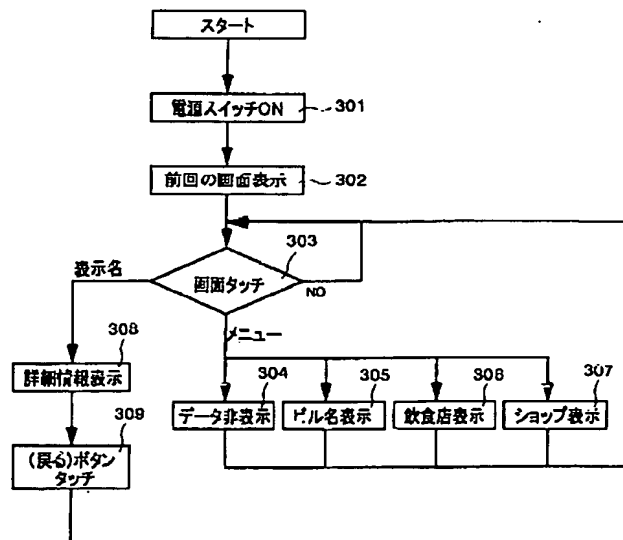 スタート
電源スイッチON
301
前回の画面表示
302
303
表示名
画面タッチ
NO
メニュー
308
詳細情報表示
304
データ非表示
305
ビル名表示
306
飲食店表示
307
ショップ表示
309
(戻る)ボタン
タッチ